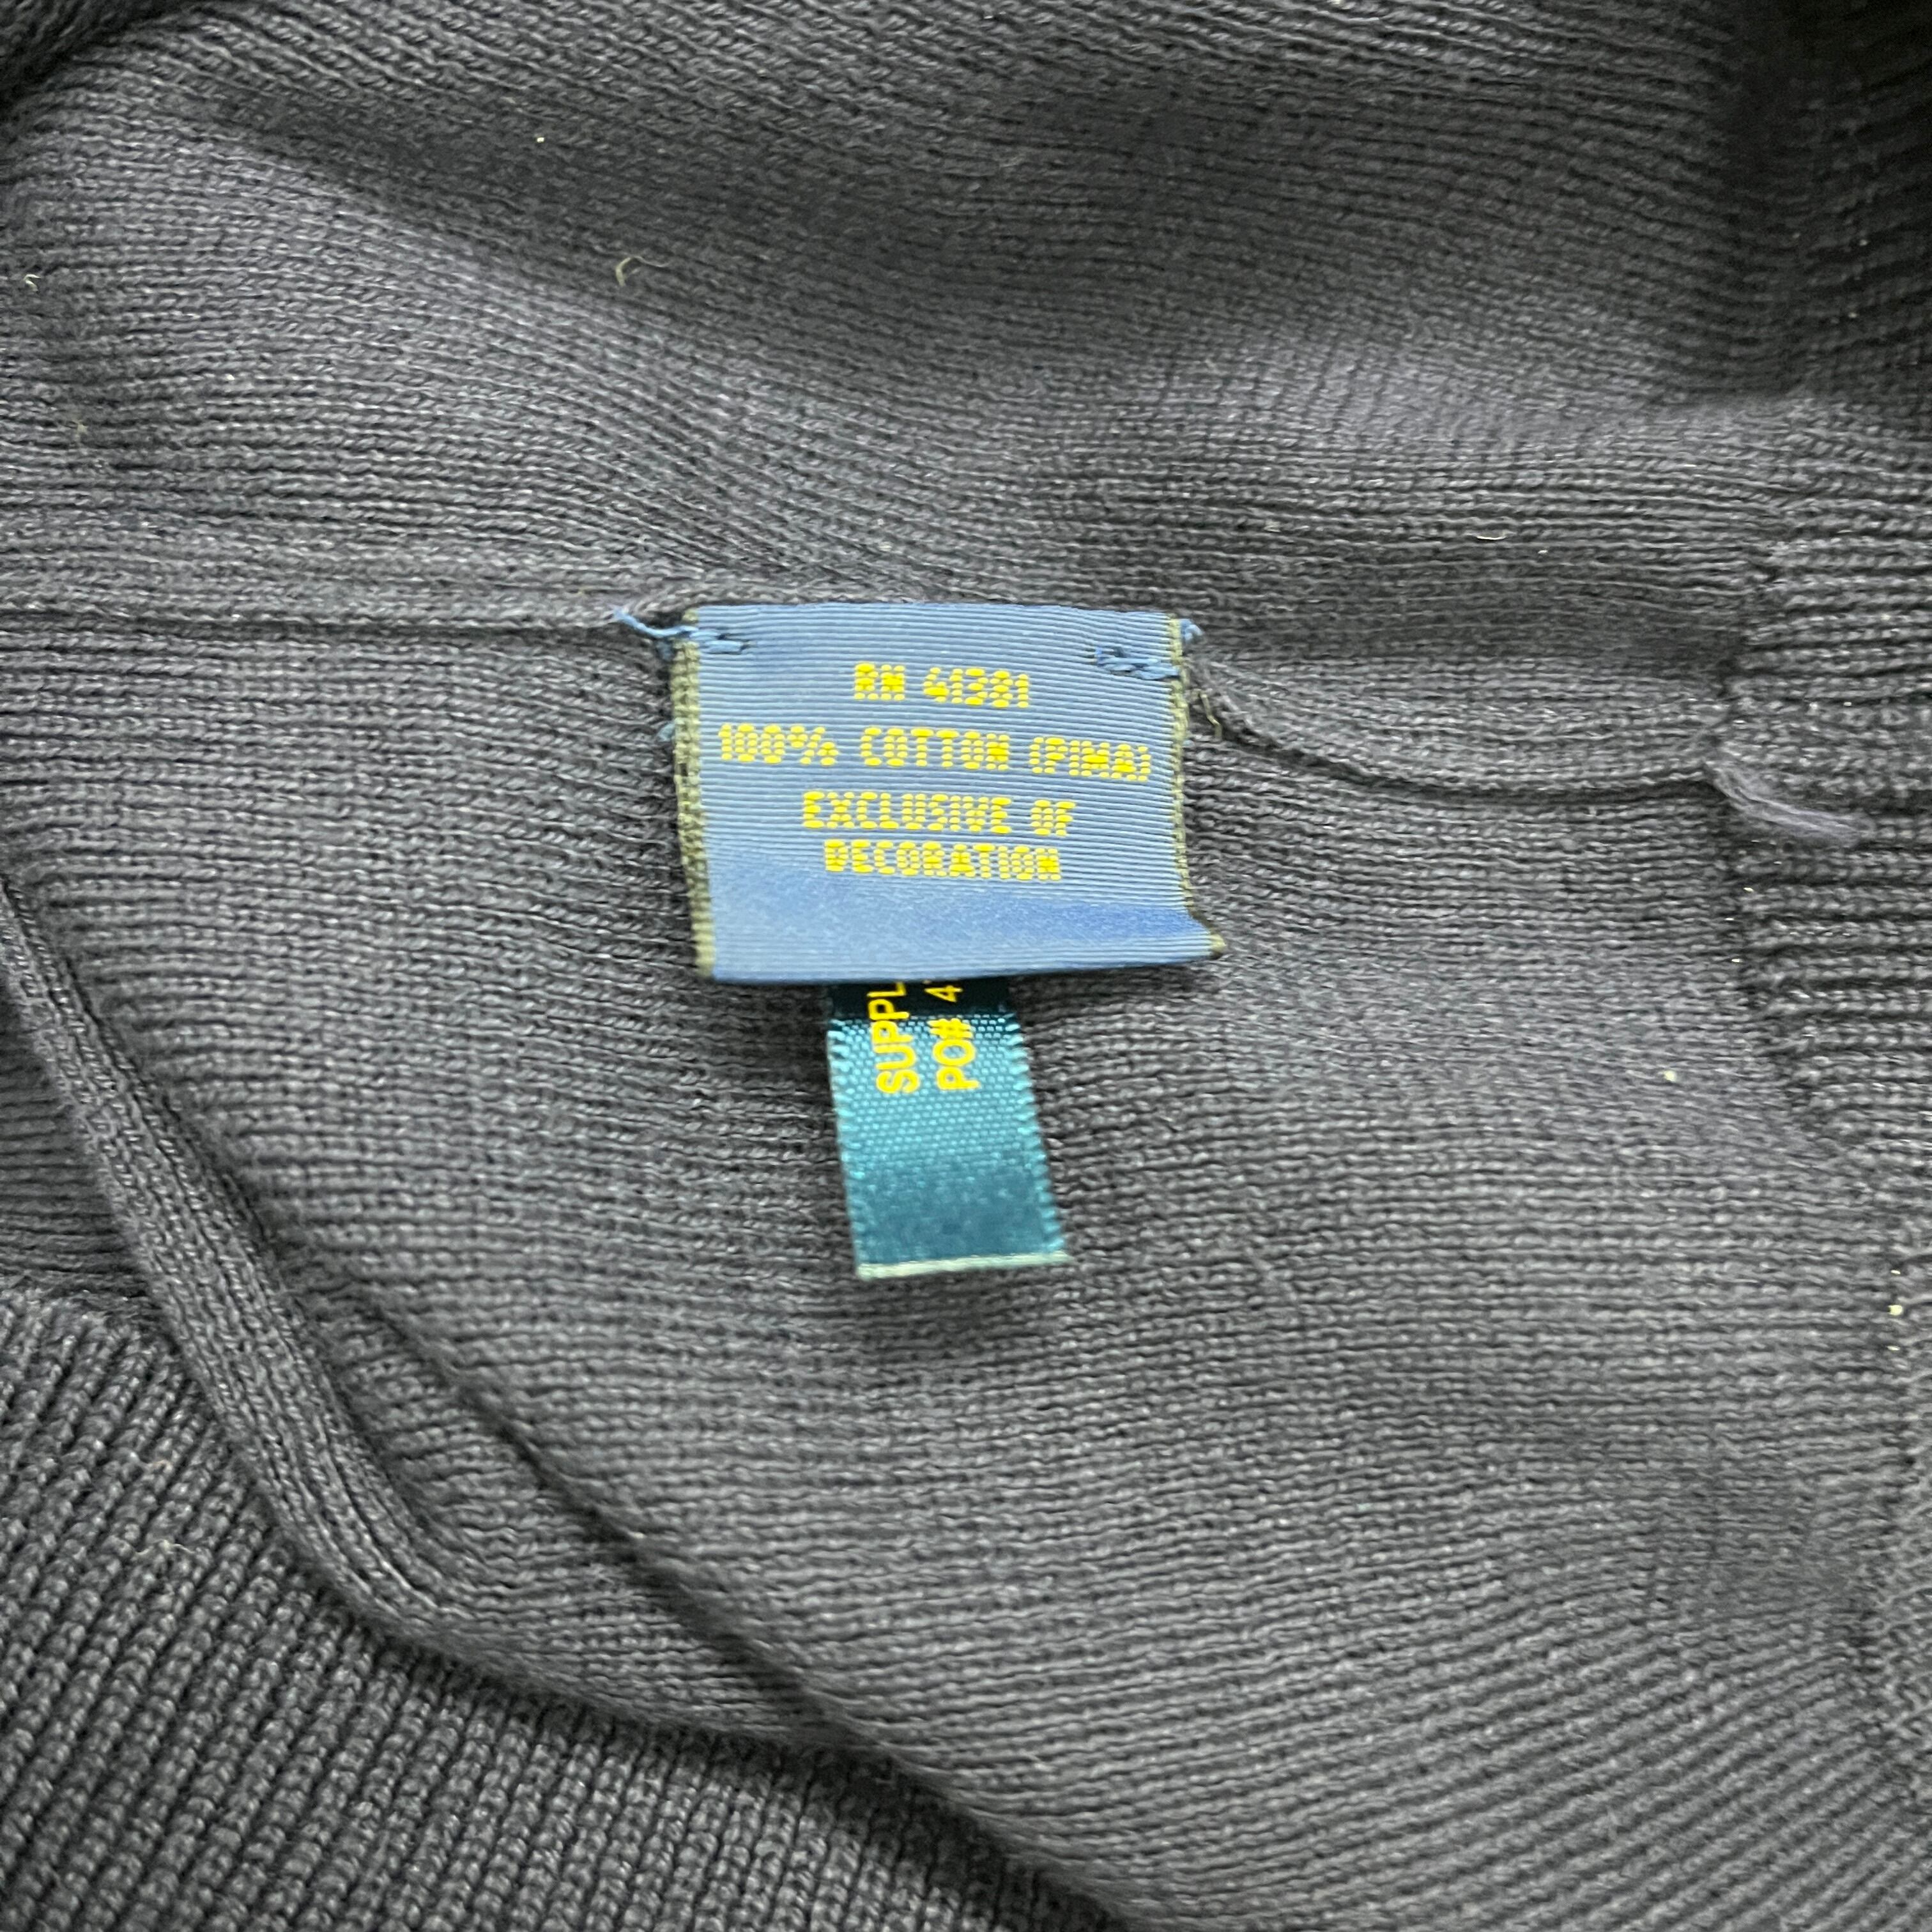 RN 41381
100% COTTON (PIMA)
EXCLUSIVE OF
DECORATION
SUPPL
PO# 4